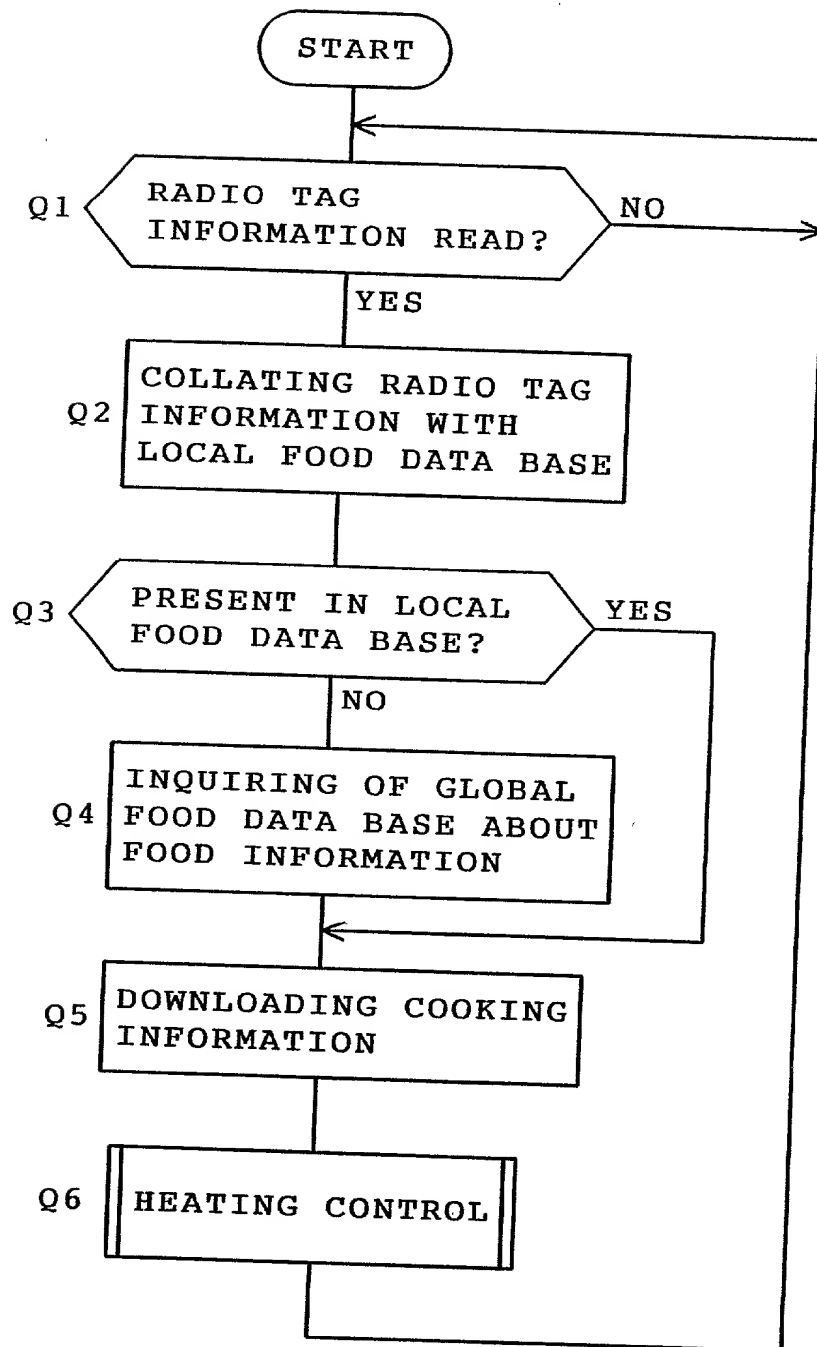 START
Q1
RADIO TAG
INFORMATION READ?
NO
YES
Q2
COLLATING RADIO TAG
INFORMATION WITH
LOCAL FOOD DATA BASE
Q3
PRESENT IN LOCAL
FOOD DATA BASE?
YES
NO
Q4
INQUIRING OF GLOBAL
FOOD DATA BASE ABOUT
FOOD INFORMATION
Q5
DOWNLOADING COOKING
INFORMATION
Q6
HEATING CONTROL